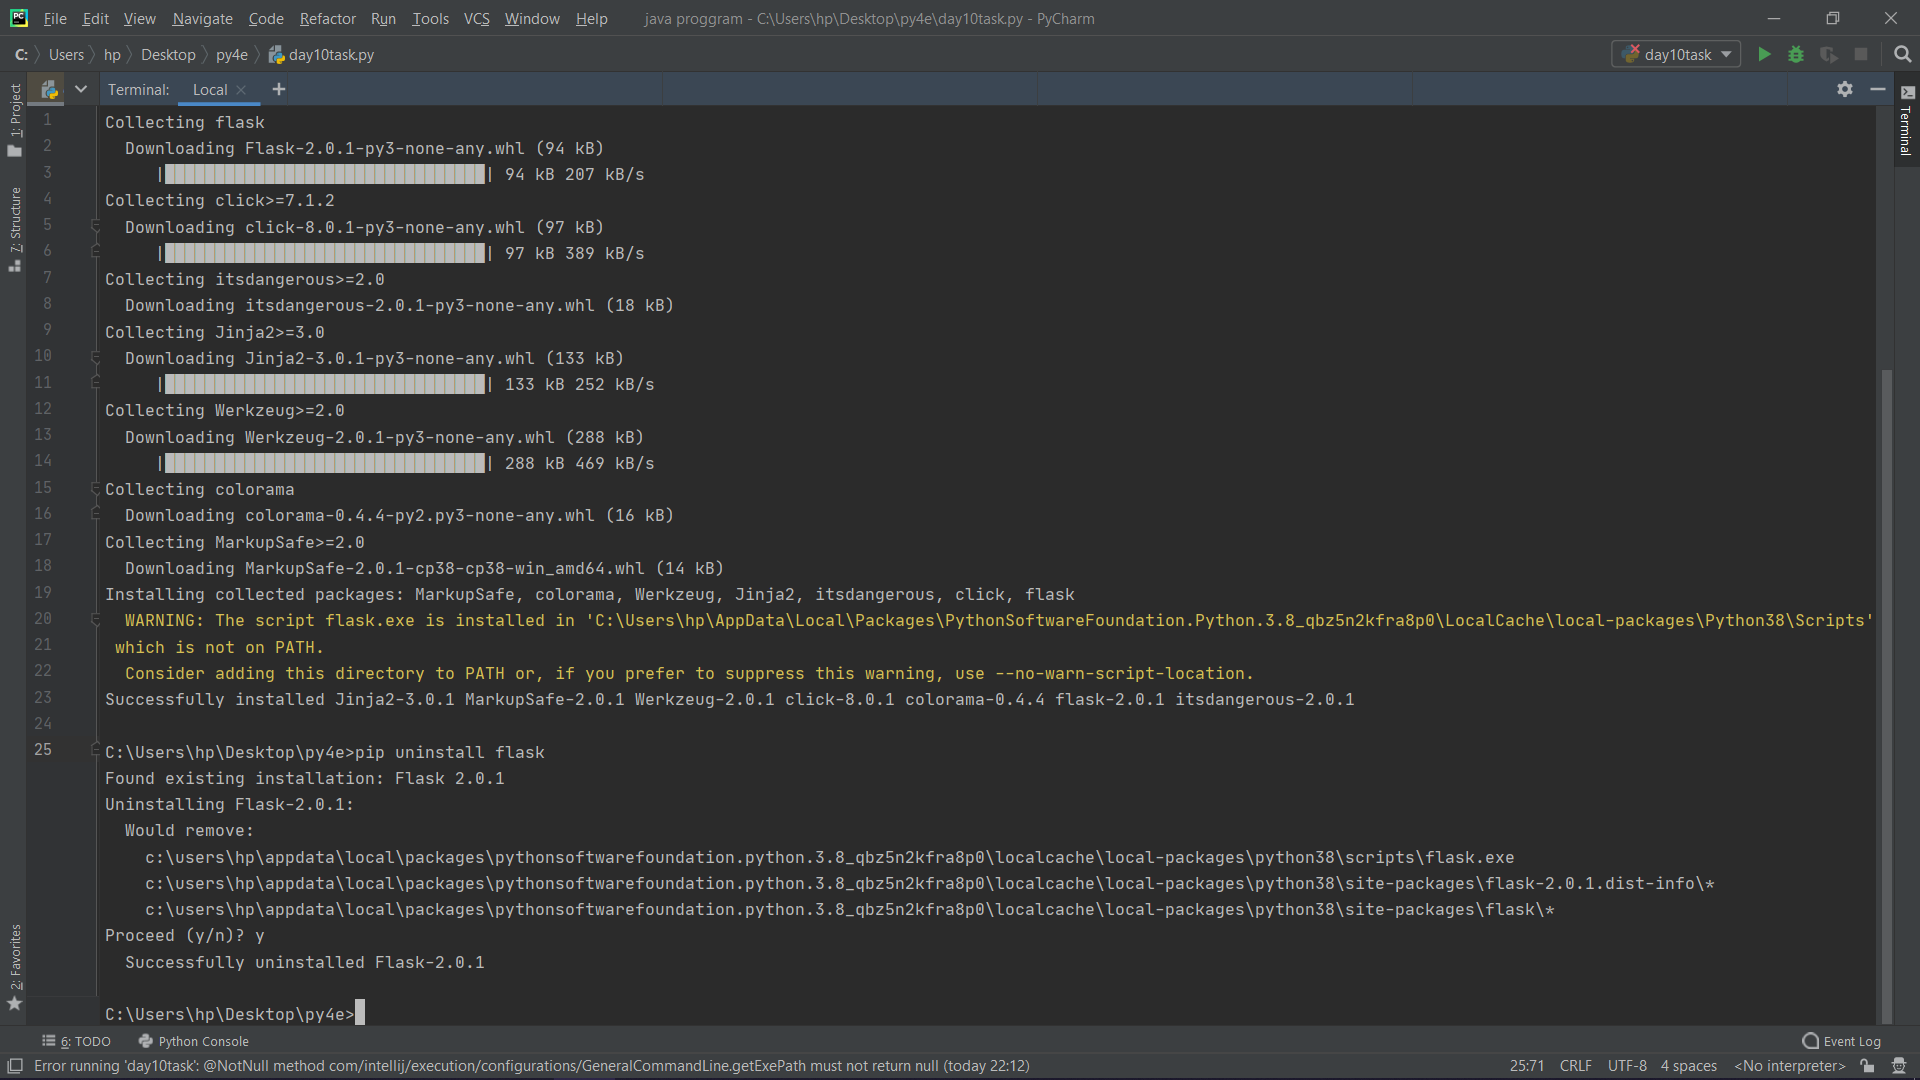 File Edit View Navigate Code Refactor Run Tools VCS Window Help java proggram - C:\Users\hp\Desktop\py4e\day10task.py - PyCharm
C: Users hp Desktop py4e day10task.py day10task
Terminal: Local
1: Project
7: Structure
2: Favorites
Terminal
1
2
3
4
5
6
7
8
9
10
11
12
13
14
15
16
17
18
19
20
21
22
23
24
25
Collecting flask
Downloading Flask-2.0.1-py3-none-any.whl (94 kB)
| 94 kB 207 kB/s
Collecting click>=7.1.2
Downloading click-8.0.1-py3-none-any.whl (97 kB)
| 97 kB 389 kB/s
Collecting itsdangerous>=2.0
Downloading itsdangerous-2.0.1-py3-none-any.whl (18 kB)
Collecting Jinja2>=3.0
Downloading Jinja2-3.0.1-py3-none-any.whl (133 kB)
| 133 kB 252 kB/s
Collecting Werkzeug>=2.0
Downloading Werkzeug-2.0.1-py3-none-any.whl (288 kB)
| 288 kB 469 kB/s
Collecting colorama
Downloading colorama-0.4.4-py2.py3-none-any.whl (16 kB)
Collecting MarkupSafe>=2.0
Downloading MarkupSafe-2.0.1-cp38-cp38-win_amd64.whl (14 kB)
Installing collected packages: MarkupSafe, colorama, Werkzeug, Jinja2, itsdangerous, click, flask
WARNING: The script flask.exe is installed in 'C:\Users\hp\AppData\Local\Packages\PythonSoftwareFoundation.Python.3.8_qbz5n2kfra8p0\LocalCache\local-packages\Python38\Scripts'
which is not on PATH.
Consider adding this directory to PATH or, if you prefer to suppress this warning, use --no-warn-script-location.
Successfully installed Jinja2-3.0.1 MarkupSafe-2.0.1 Werkzeug-2.0.1 click-8.0.1 colorama-0.4.4 flask-2.0.1 itsdangerous-2.0.1
C:\Users\hp\Desktop\py4e>pip uninstall flask
Found existing installation: Flask 2.0.1
Uninstalling Flask-2.0.1:
Would remove:
c:\users\hp\appdata\local\packages\pythonsoftwarefoundation.python.3.8_qbz5n2kfra8p0\localcache\local-packages\python38\scripts\flask.exe
c:\users\hp\appdata\local\packages\pythonsoftwarefoundation.python.3.8_qbz5n2kfra8p0\localcache\local-packages\python38\site-packages\flask-2.0.1.dist-info\*
c:\users\hp\appdata\local\packages\pythonsoftwarefoundation.python.3.8_qbz5n2kfra8p0\localcache\local-packages\python38\site-packages\flask\*
Proceed (y/n)? y
Successfully uninstalled Flask-2.0.1
C:\Users\hp\Desktop\py4e>
6: TODO Python Console Event Log
Error running 'day10task': @NotNull method com/intellij/execution/configurations/GeneralCommandLine.getExePath must not return null (today 22:12) 25:71 CRLF UTF-8 4 spaces <No interpreter>